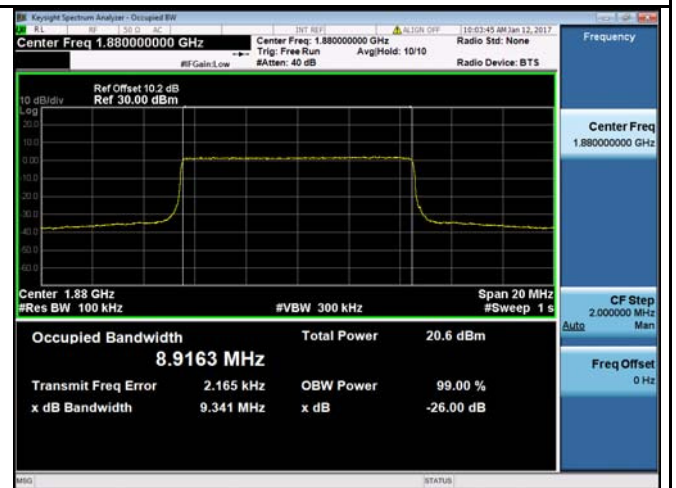 Keysight Spectrum Analyzer - Occupied BW
RL RF 50 Ω AC INT REF ALIGN OFF 10:03:45 AM Jan 12, 2017
Center Freq 1.880000000 GHz
Center Freq: 1.880000000 GHz
Radio Std: None
Trig: Free Run Avg|Hold: 10/10
#IFGain:Low #Atten: 40 dB Radio Device: BTS
Frequency
Ref Offset 10.2 dB
10 dB/div Ref 30.00 dBm
Log
20.0
10.0
0.00
10.0
20.0
30.0
40.0
50.0
60.0
Center Freq
1.880000000 GHz
Center 1.88 GHz Span 20 MHz
#Res BW 100 kHz #VBW 300 kHz #Sweep 1 s
CF Step
2.000000 MHz
Auto Man
Occupied Bandwidth Total Power 20.6 dBm
8.9163 MHz
Transmit Freq Error 2.165 kHz OBW Power 99.00 %
x dB Bandwidth 9.341 MHz x dB -26.00 dB
Freq Offset
0 Hz
MSG STATUS